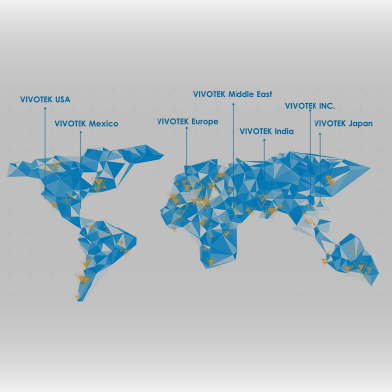 VIVOTEK USA
VIVOTEK Middle East
VIVOTEK INC.
VIVOTEK Mexico
VIVOTEK Europe
VIVOTEK Japan
VIVOTEK India